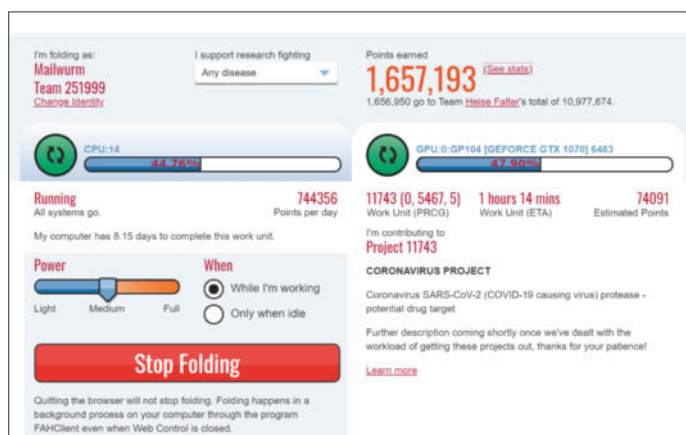 I'm folding as:
Mailwurm
Team 251999
Change Identity
I support research fighting
Any disease
Points earned
1,657,193 (See stats)
1,656,950 go to Team Heise Falter's total of 10,977,674.
CPU:14
44.76%
GPU:0:GP104 [GEFORCE GTX 1070] 6463
47.90%
Running
All systems go.
744356
Points per day
My computer has 8.15 days to complete this work unit.
Power
Light Medium Full
When
While I'm working
Only when idle
Stop Folding
Quitting the browser will not stop folding. Folding happens in a
background process on your computer through the program
FAHClient even when Web Control is closed.
11743 (0, 5467, 5)
Work Unit (PRCG)
1 hours 14 mins
Work Unit (ETA)
74091
Estimated Points
I'm contributing to
Project 11743
CORONAVIRUS PROJECT
Coronavirus SARS-CoV-2 (COVID-19 causing virus) protease -
potential drug target
Further description coming shortly once we've dealt with the
workload of getting these projects out, thanks for your patience!
Learn more